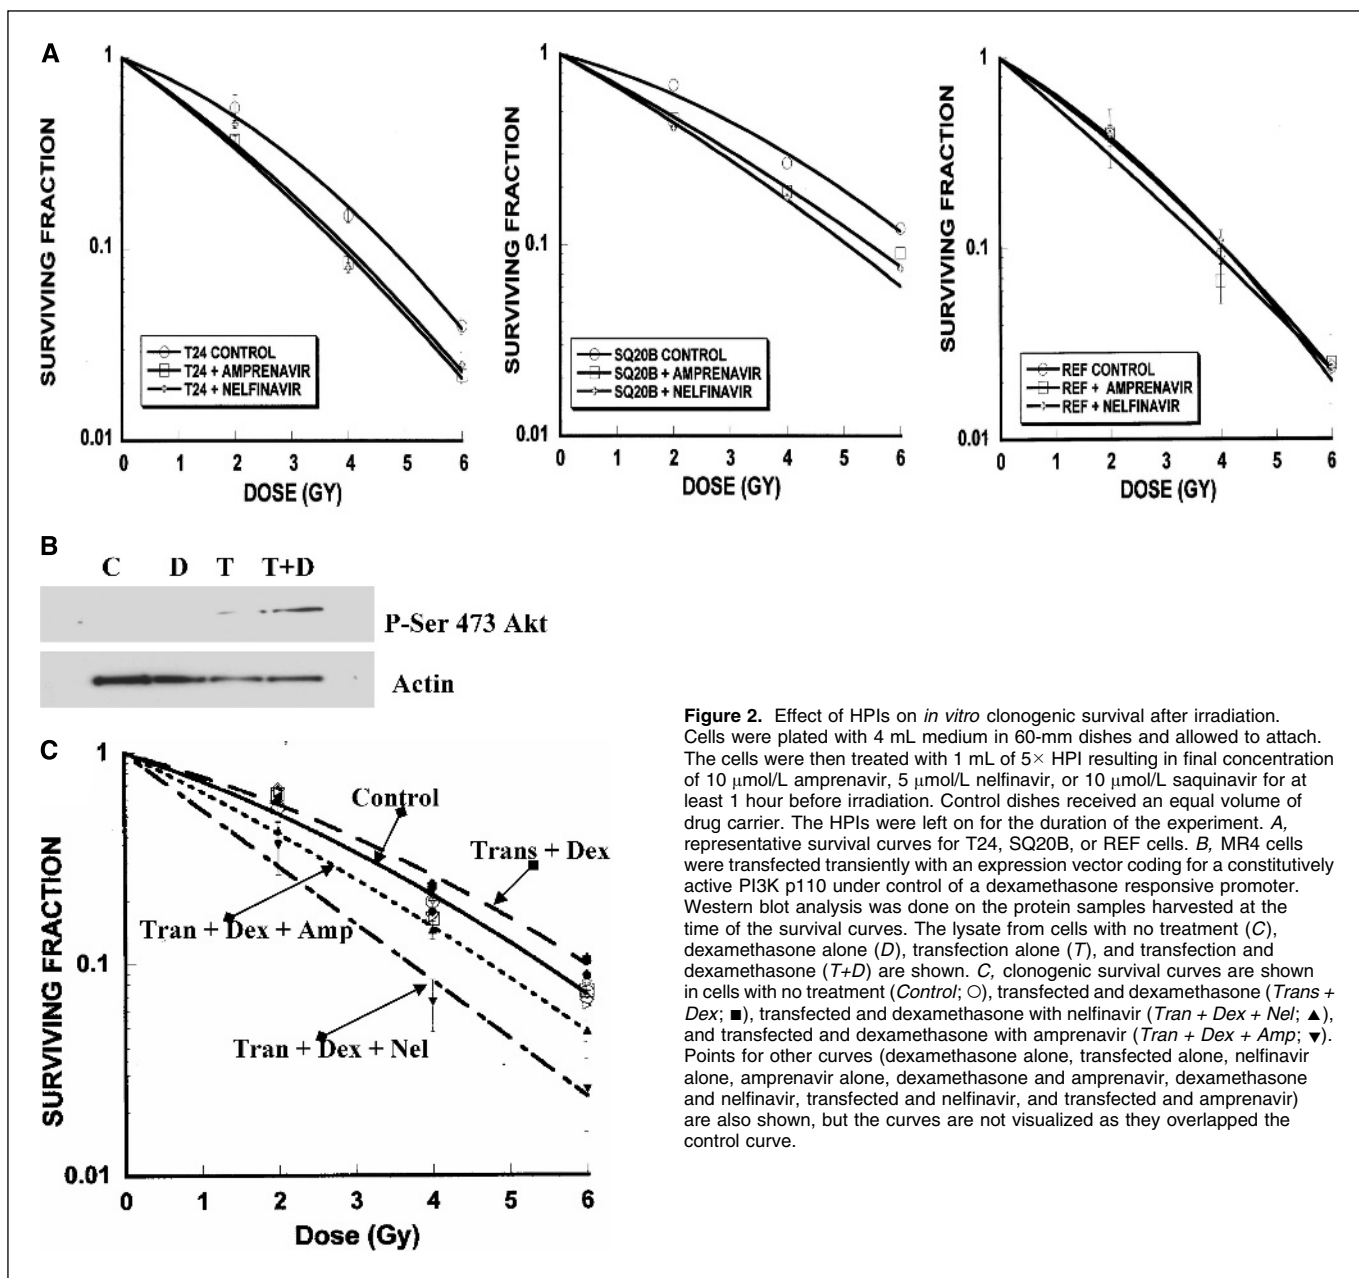 A
SURVIVING FRACTION
1
0.1
0.01
T24 CONTROL
T24 + AMPRENAVIR
T24 + NELFINAVIR
0 1 2 3 4 5 6
DOSE (GY)
SURVIVING FRACTION
1
0.1
0.01
SQ20B CONTROL
SQ20B + AMPRENAVIR
SQ20B + NELFINAVIR
0 1 2 3 4 5 6
DOSE (GY)
SURVIVING FRACTION
1
0.1
0.01
REF CONTROL
REF + AMPRENAVIR
REF + NELFINAVIR
0 1 2 3 4 5 6
DOSE (GY)
B
C D T T+D
P-Ser 473 Akt
Actin
C
SURVIVING FRACTION
1
0.1
0.01
Control
Trans + Dex
Tran + Dex + Amp
Tran + Dex + Nel
0 1 2 3 4 5 6
Dose (Gy)
Figure 2. Effect of HPIs on in vitro clonogenic survival after irradiation.
Cells were plated with 4 mL medium in 60-mm dishes and allowed to attach.
The cells were then treated with 1 mL of 5× HPI resulting in final concentration
of 10 μmol/L amprenavir, 5 μmol/L nelfinavir, or 10 μmol/L saquinavir for at
least 1 hour before irradiation. Control dishes received an equal volume of
drug carrier. The HPIs were left on for the duration of the experiment. A,
representative survival curves for T24, SQ20B, or REF cells. B, MR4 cells
were transfected transiently with an expression vector coding for a constitutively
active PI3K p110 under control of a dexamethasone responsive promoter.
Western blot analysis was done on the protein samples harvested at the
time of the survival curves. The lysate from cells with no treatment (C),
dexamethasone alone (D), transfection alone (T), and transfection and
dexamethasone (T+D) are shown. C, clonogenic survival curves are shown
in cells with no treatment (Control; ○), transfected and dexamethasone (Trans +
Dex; ■), transfected and dexamethasone with nelfinavir (Tran + Dex + Nel; ▲),
and transfected and dexamethasone with amprenavir (Tran + Dex + Amp; ▼).
Points for other curves (dexamethasone alone, transfected alone, nelfinavir
alone, amprenavir alone, dexamethasone and amprenavir, dexamethasone
and nelfinavir, transfected and nelfinavir, and transfected and amprenavir)
are also shown, but the curves are not visualized as they overlapped the
control curve.